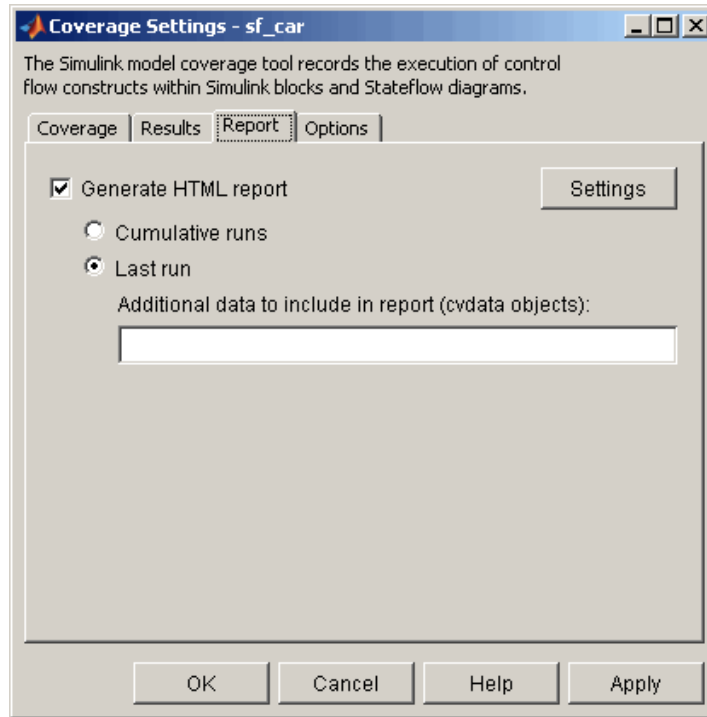 Coverage Settings - sf_car
The Simulink model coverage tool records the execution of control
flow constructs within Simulink blocks and Stateflow diagrams.
Coverage Results Report Options
Generate HTML report Settings
Cumulative runs
Last run
Additional data to include in report (cvdata objects):
OK Cancel Help Apply